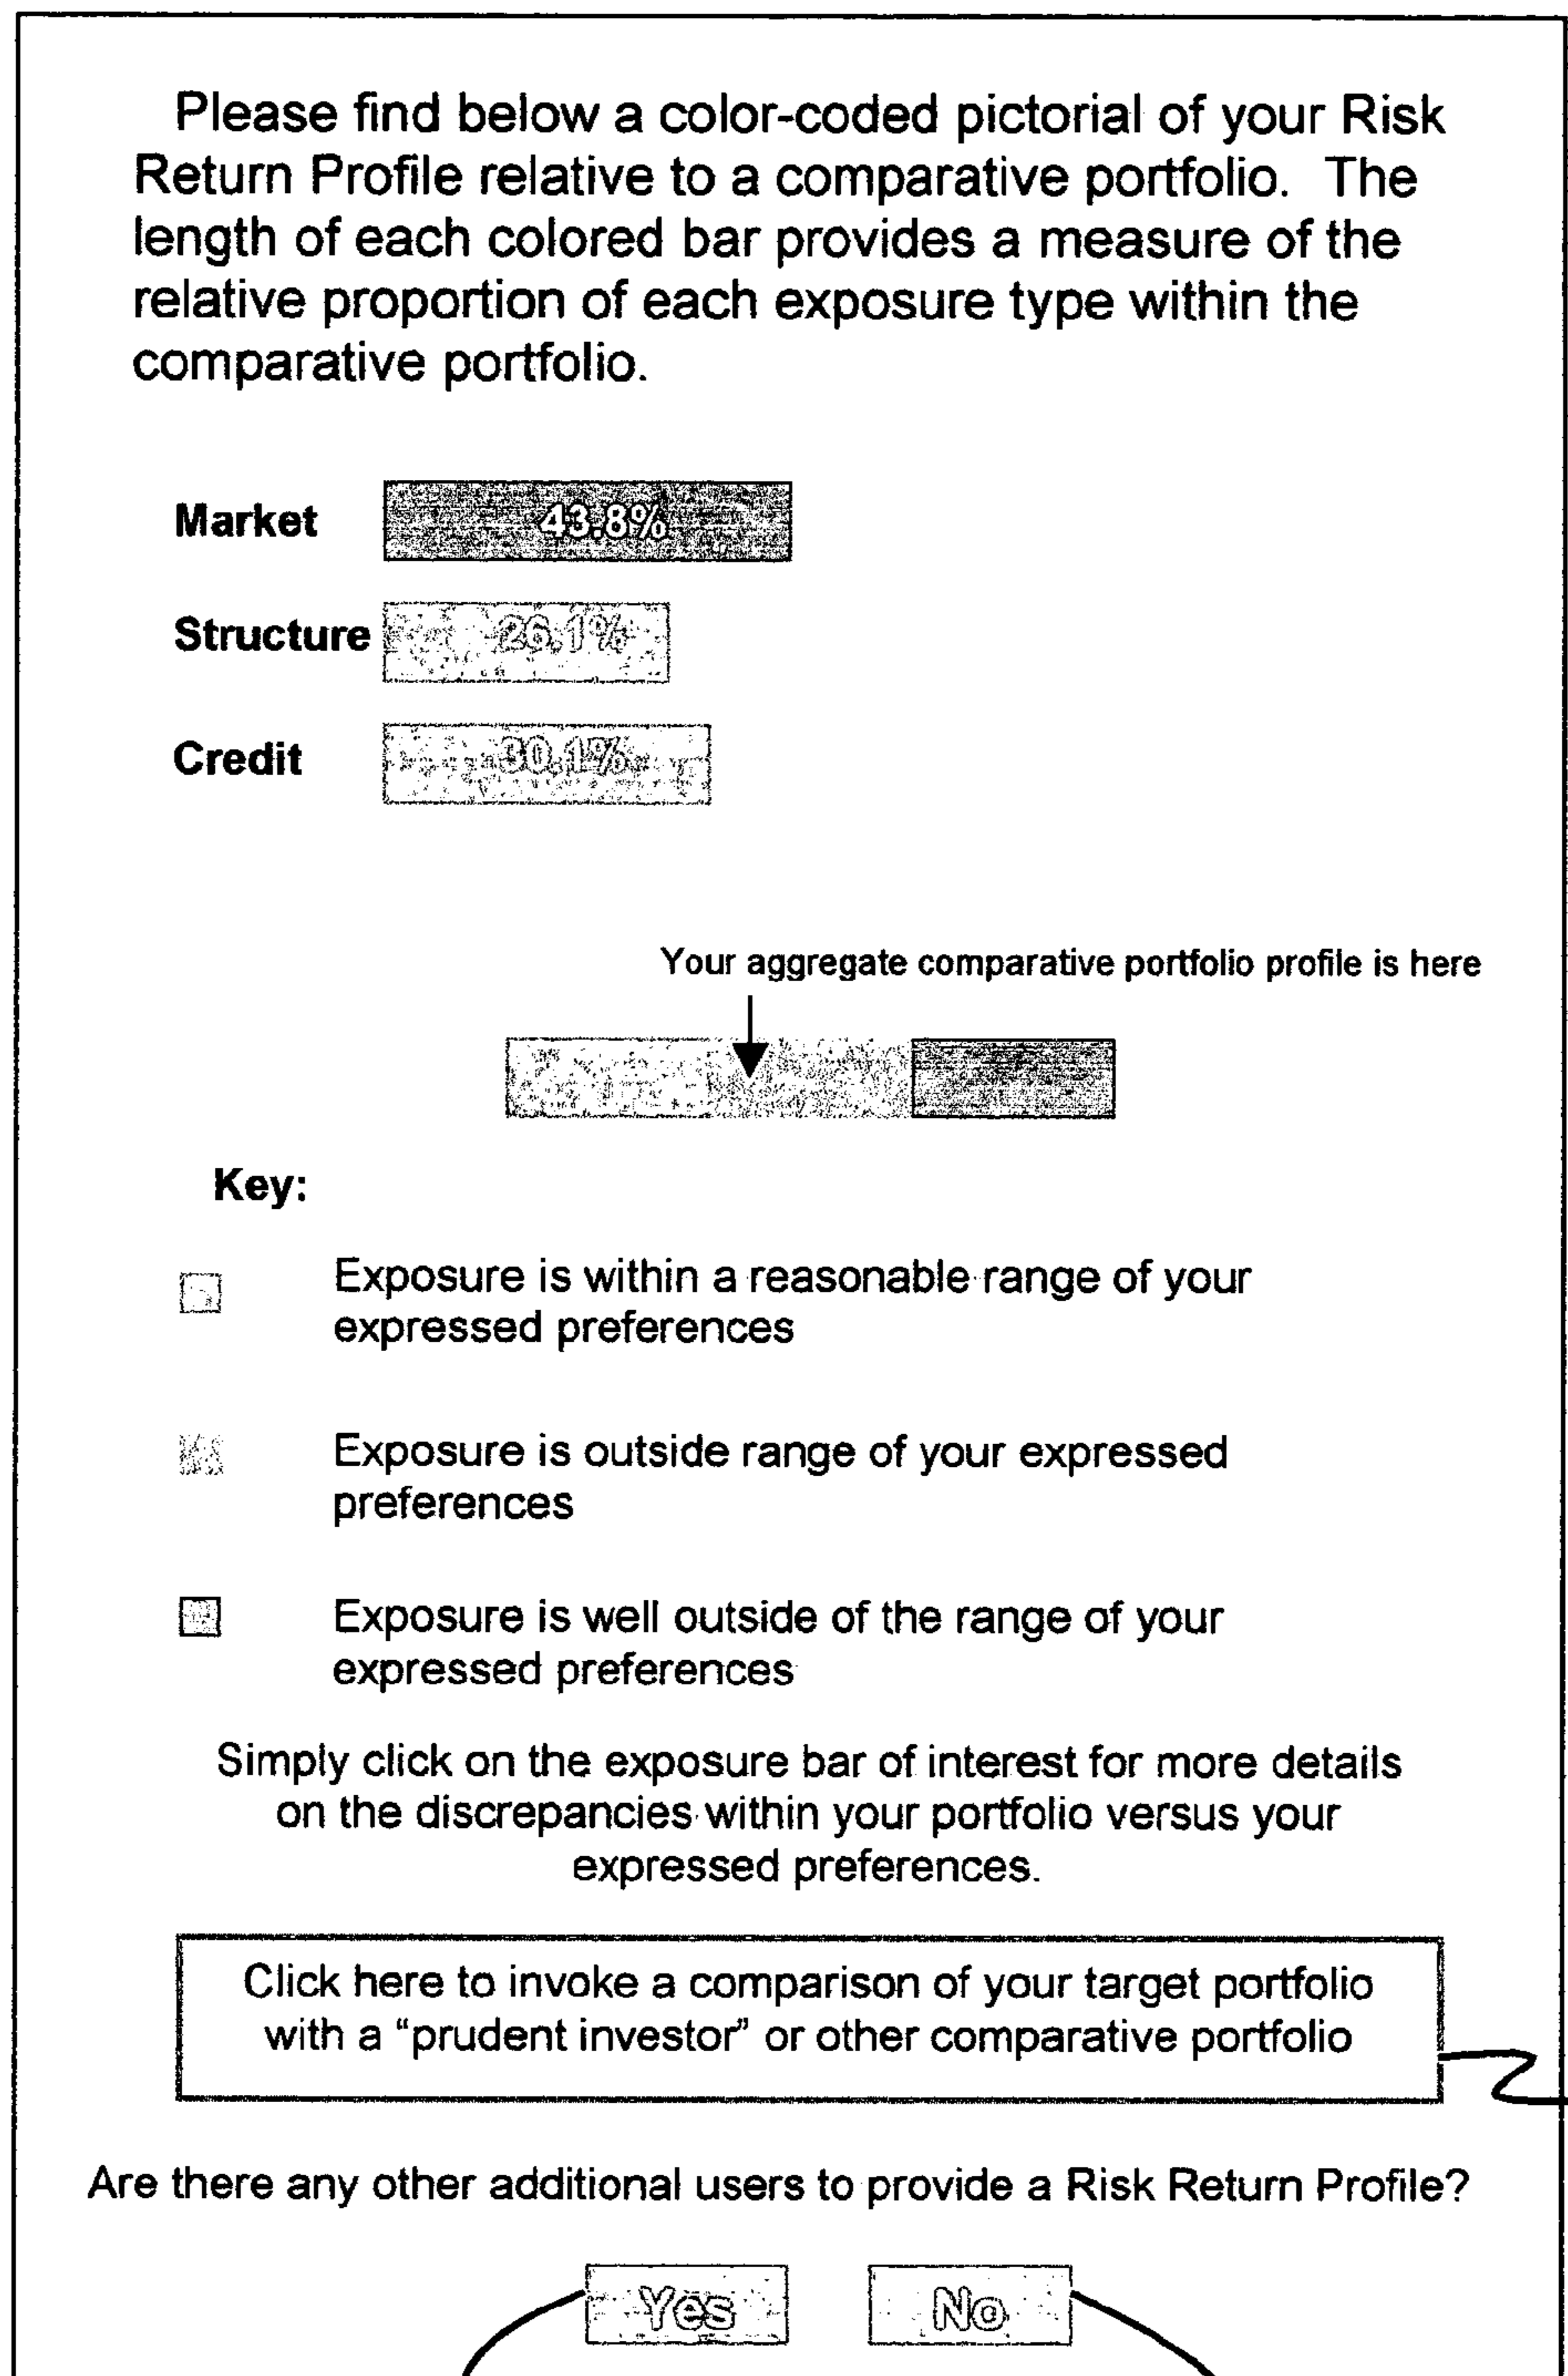 Please find below a color-coded pictorial of your Risk
Return Profile relative to a comparative portfolio. The
length of each colored bar provides a measure of the
relative proportion of each exposure type within the
comparative portfolio.
Market 43.8%
Structure 26.1%
Credit 30.1%
Your aggregate comparative portfolio profile is here
Key:
Exposure is within a reasonable range of your
expressed preferences
Exposure is outside range of your expressed
preferences
Exposure is well outside of the range of your
expressed preferences
Simply click on the exposure bar of interest for more details
on the discrepancies within your portfolio versus your
expressed preferences.
Click here to invoke a comparison of your target portfolio
with a “prudent investor” or other comparative portfolio
Are there any other additional users to provide a Risk Return Profile?
Yes No